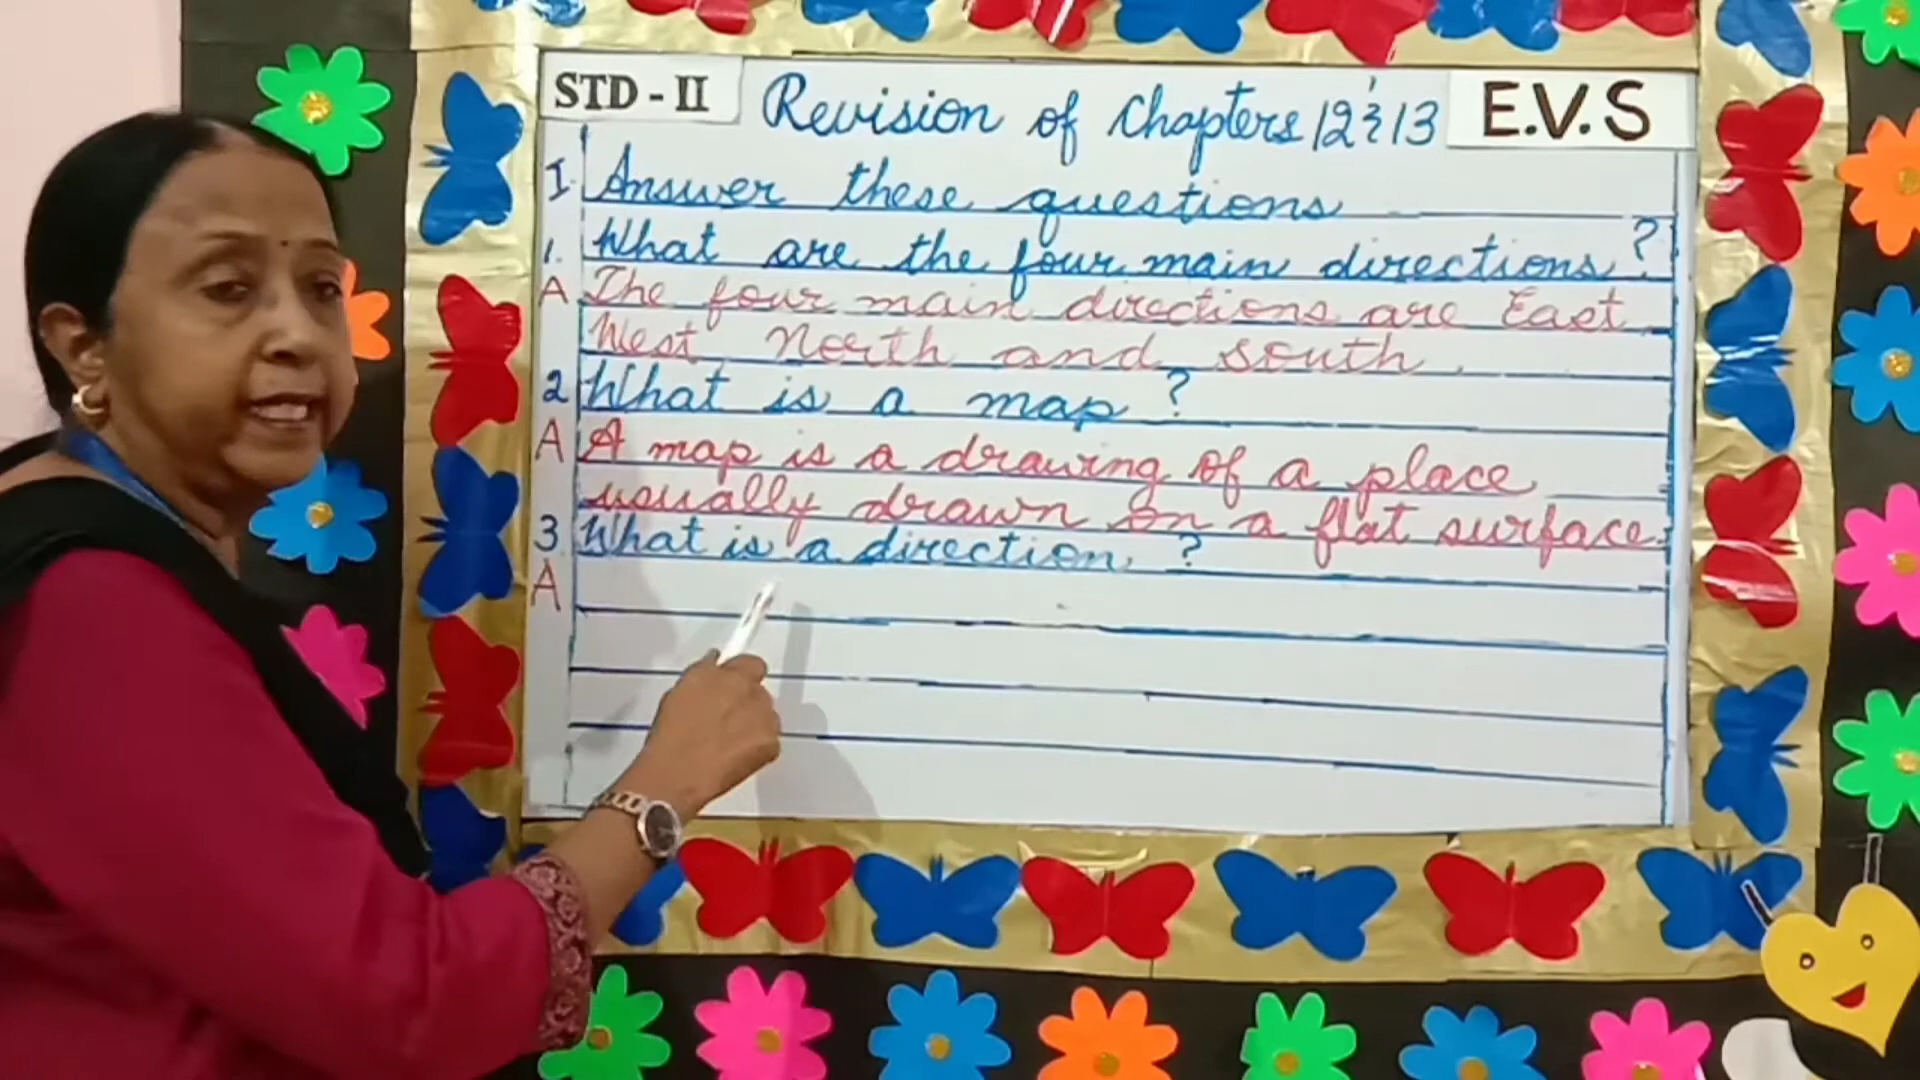 STD - II Revision of Chapters 12 & 13 E.V.S
I. Answer these questions
1. What are the four main directions?
A The four main directions are East,
West, North and South.
2 What is a map?
A A map is a drawing of a place
usually drawn on a flat surface.
3. What is a direction?
A